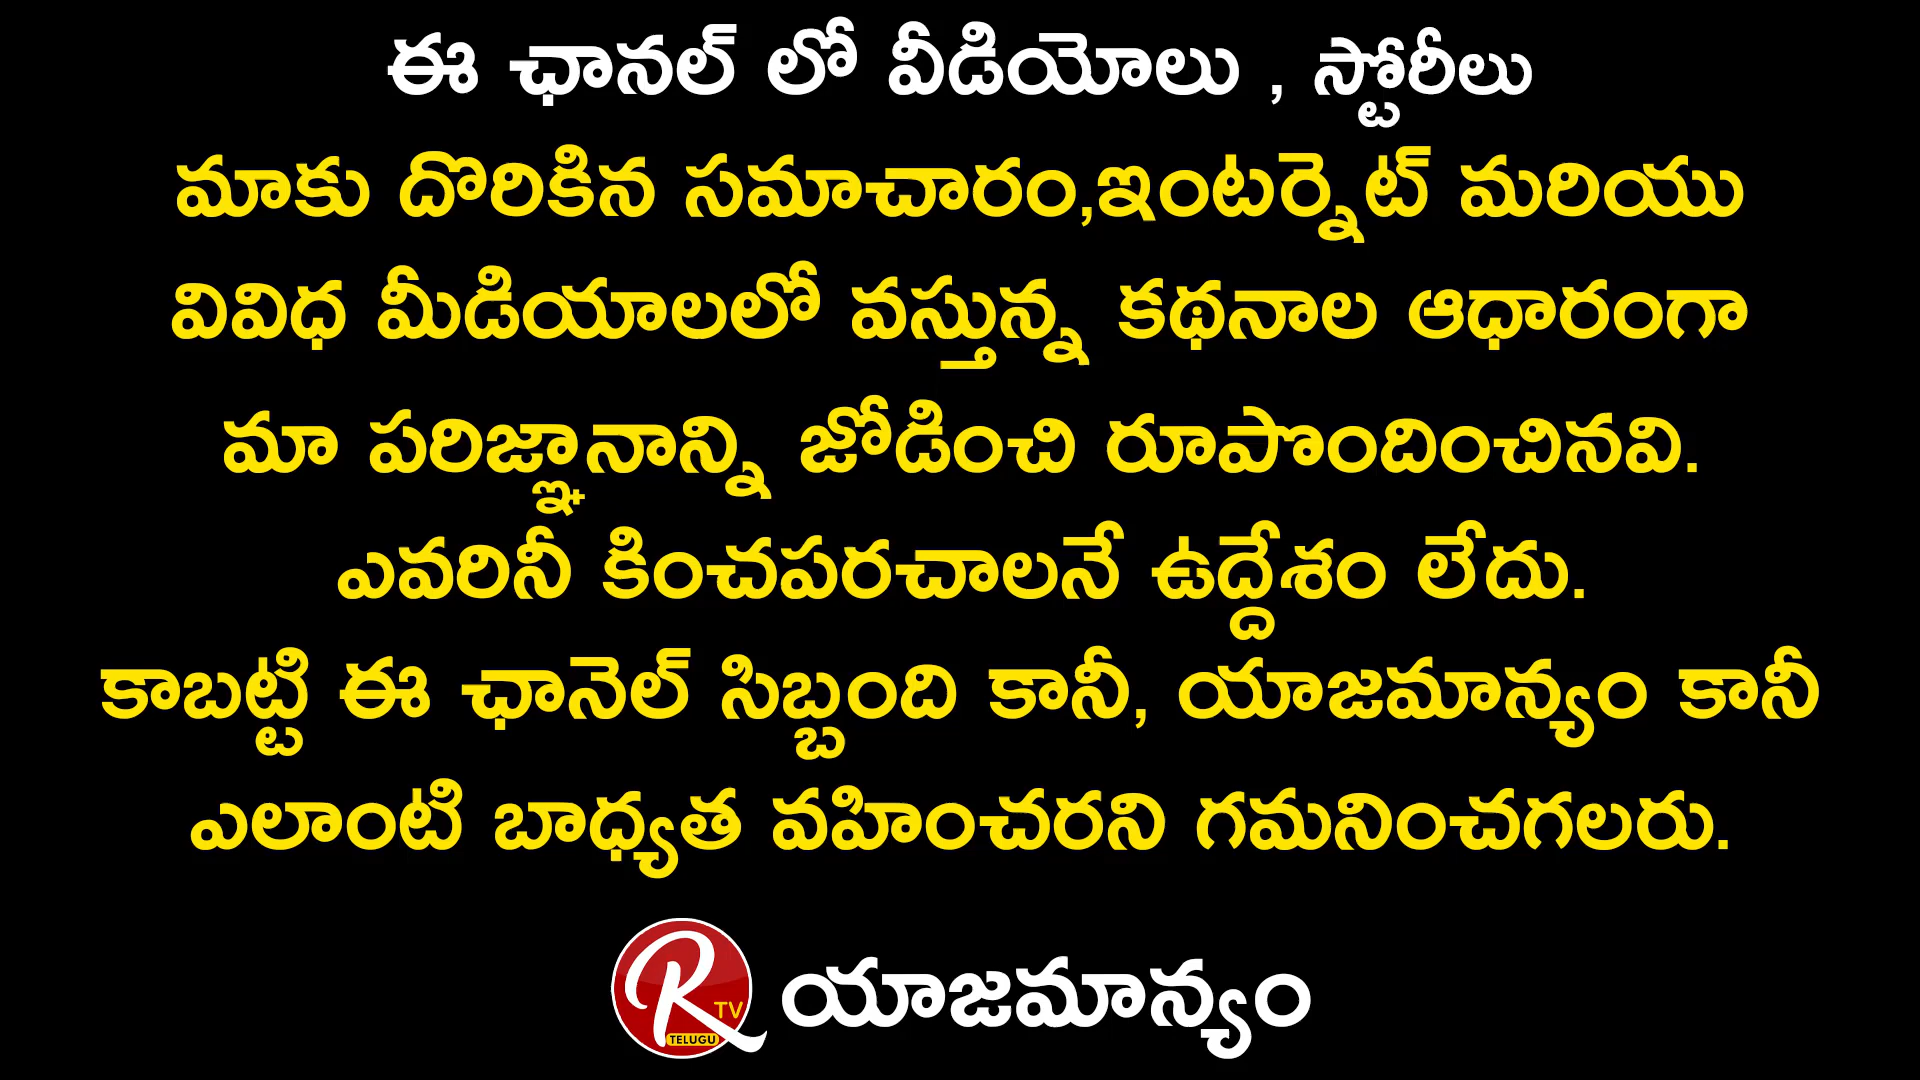 ఈ ఛానల్ లో వీడియోలు , స్టోరీలు
మాకు దొరికిన సమాచారం,ఇంటర్నెట్ మరియు
వివిధ మీడియాలలో వస్తున్న కథనాల ఆధారంగా
మా పరిజ్ఞానాన్ని జోడించి రూపొందించినవి.
ఎవరినీ కించపరచాలనే ఉద్దేశం లేదు.
కాబట్టి ఈ ఛానెల్ సిబ్బంది కానీ, యాజమాన్యం కానీ
ఎలాంటి బాధ్యత వహించరని గమనించగలరు.
R TV TELUGU యాజమాన్యం